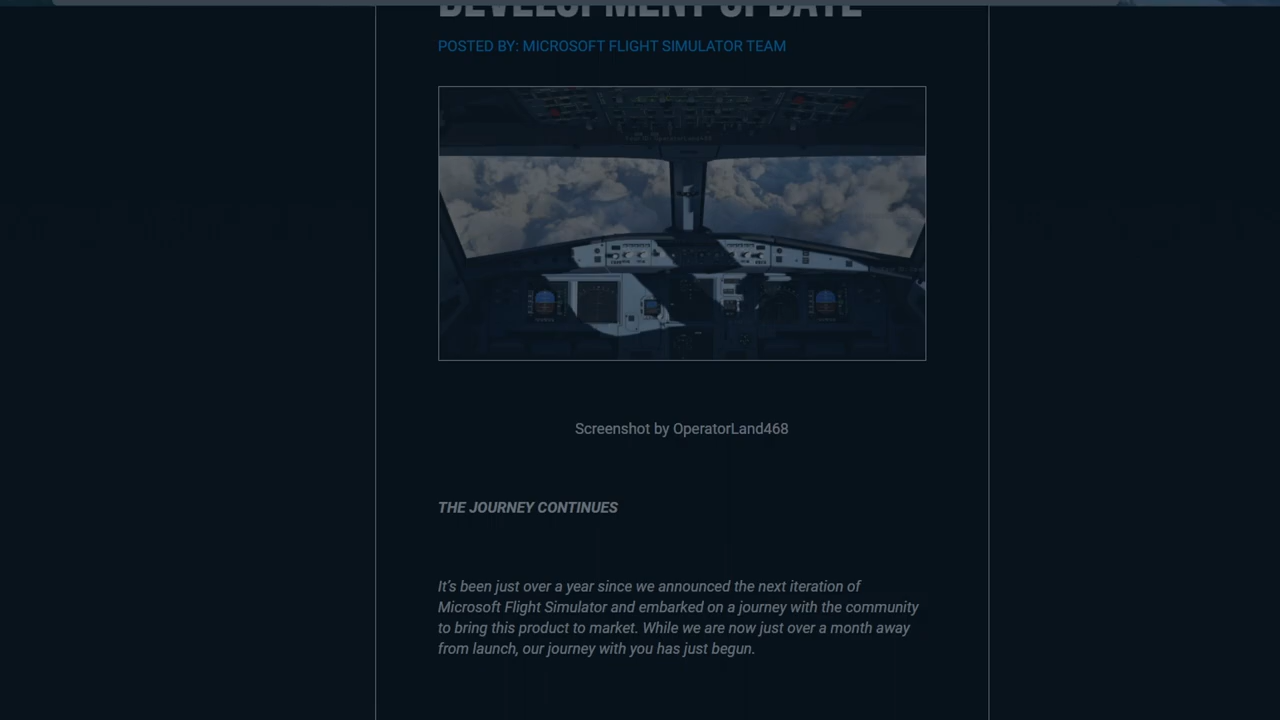 DEVELOPMENT UPDATE
POSTED BY: MICROSOFT FLIGHT SIMULATOR TEAM
Screenshot by OperatorLand468
THE JOURNEY CONTINUES
It's been just over a year since we announced the next iteration of
Microsoft Flight Simulator and embarked on a journey with the community
to bring this product to market. While we are now just over a month away
from launch, our journey with you has just begun.